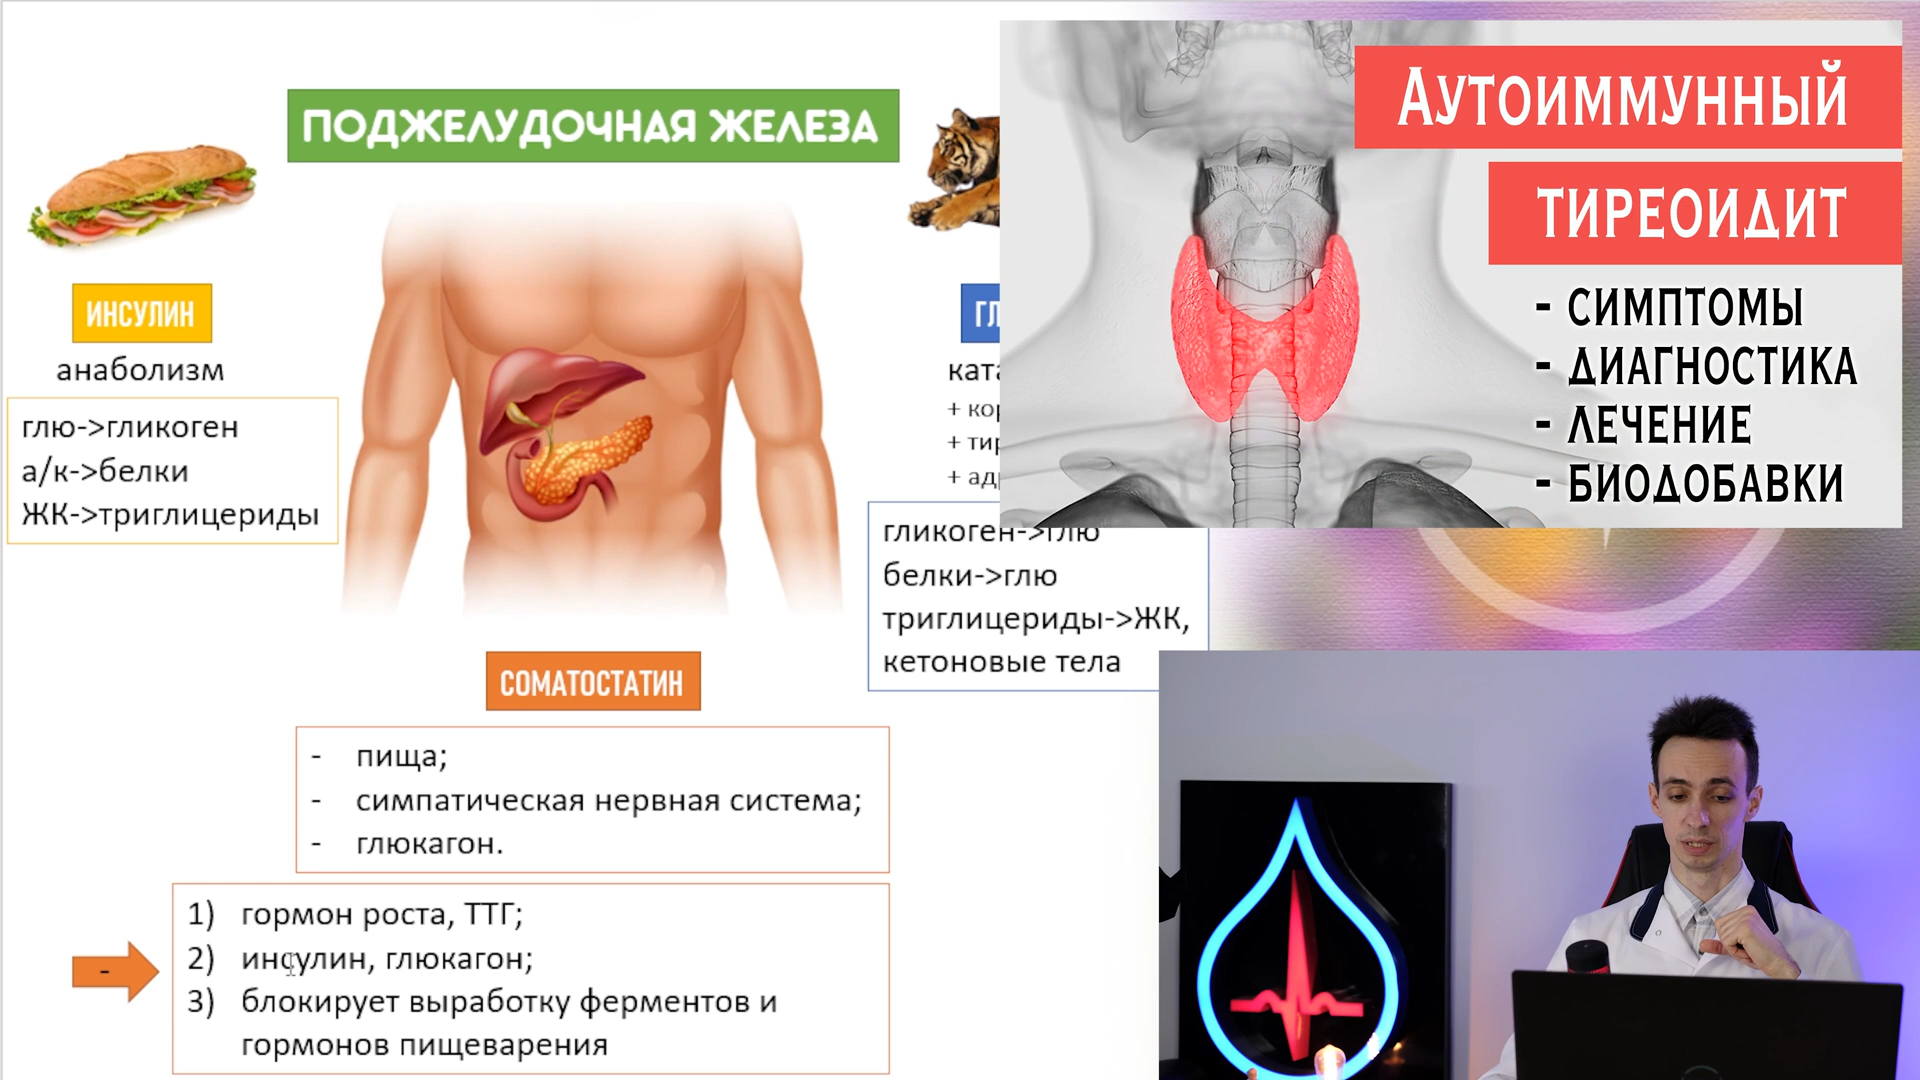 ПОДЖЕЛУДОЧНАЯ ЖЕЛЕЗА
ИНСУЛИН
анаболизм
глю->гликоген
а/к->белки
ЖК->триглицериды
гликоген->глю
белки->глю
триглицериды->ЖК,
кетоновые тела
СОМАТОСТАТИН
- пища;
- симпатическая нервная система;
- глюкагон.
-
1) гормон роста, ТТГ;
2) инсулин, глюкагон;
3) блокирует выработку ферментов и
гормонов пищеварения
Аутоиммунный
тиреоидит
- симптомы
- диагностика
- лечение
- биодобавки